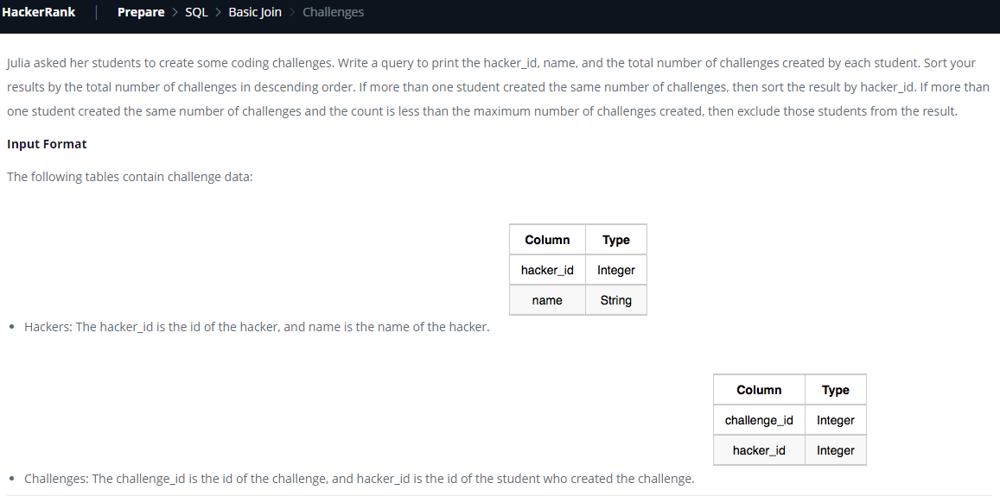 HackerRank | Prepare > SQL > Basic Join > Challenges
Julia asked her students to create some coding challenges. Write a query to print the hacker_id, name, and the total number of challenges created by each student. Sort your
results by the total number of challenges in descending order. If more than one student created the same number of challenges, then sort the result by hacker_id. If more than
one student created the same number of challenges and the count is less than the maximum number of challenges created, then exclude those students from the result.
Input Format
The following tables contain challenge data:
Column Type
hacker_id Integer
name String
• Hackers: The hacker_id is the id of the hacker, and name is the name of the hacker.
Column Type
challenge_id Integer
hacker_id Integer
• Challenges: The challenge_id is the id of the challenge, and hacker_id is the id of the student who created the challenge.